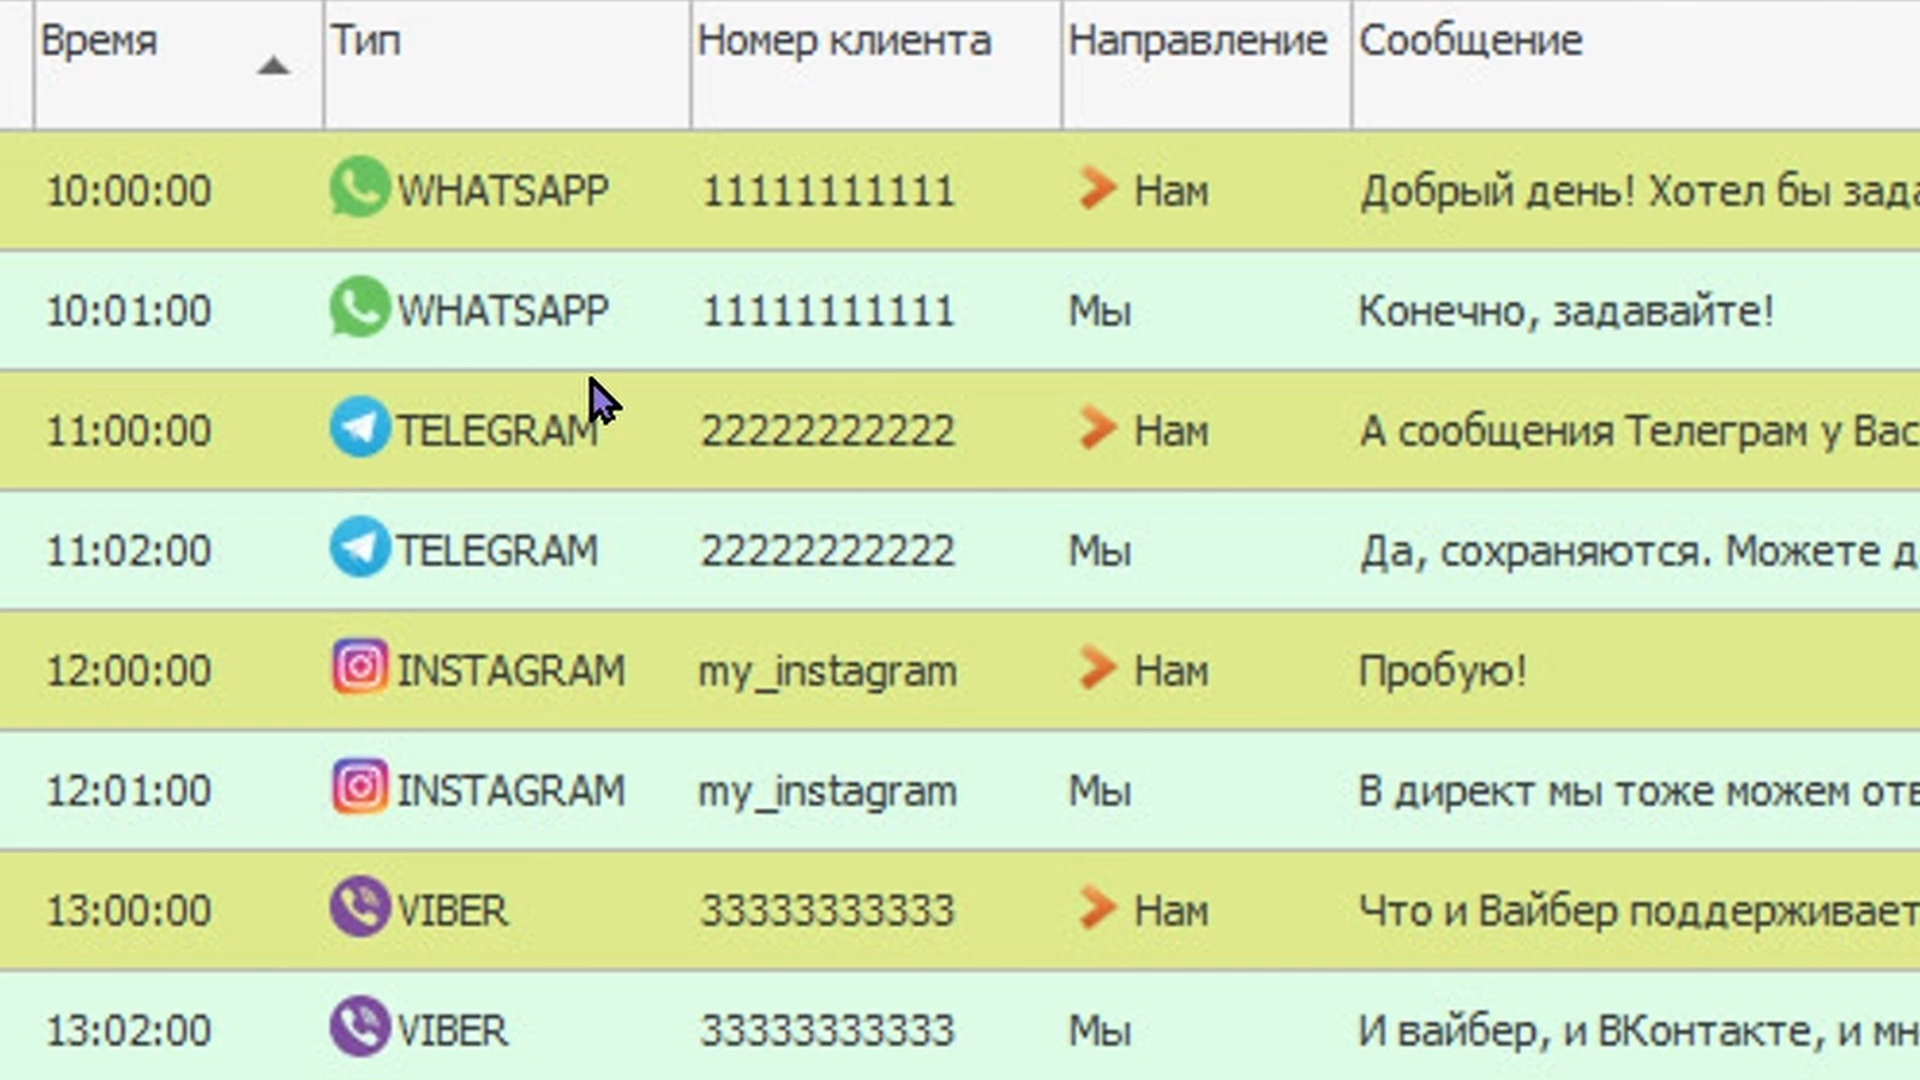 Время Тип Номер клиента Направление Сообщение
10:00:00 WHATSAPP 11111111111 Нам Добрый день! Хотел бы
10:01:00 WHATSAPP 11111111111 Мы Конечно, задавайте!
11:00:00 TELEGRAM 22222222222 Нам А сообщения Телеграм у Вас
11:02:00 TELEGRAM 22222222222 Мы Да, сохраняются. Можете
12:00:00 INSTAGRAM my_instagram Нам Пробую!
12:01:00 INSTAGRAM my_instagram Мы В директ мы тоже можем
13:00:00 VIBER 33333333333 Нам Что и Вайбер поддерживает
13:02:00 VIBER 33333333333 Мы И вайбер, и ВКонтакте, и